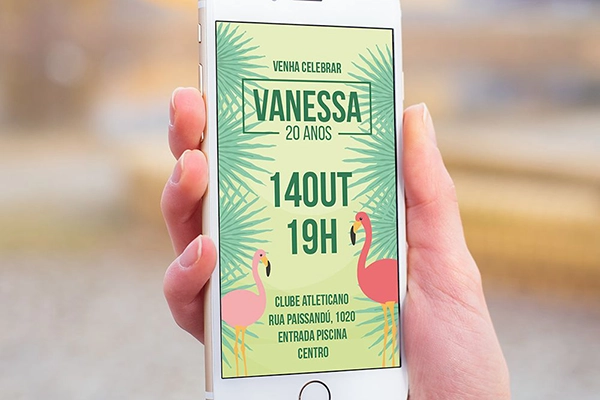 VENHA CELEBRAR
VANESSA
20 ANOS
14OUT
19H
CLUBE ATLETICANO
RUA PAISSANDÚ, 1020
ENTRADA PISCINA
CENTRO